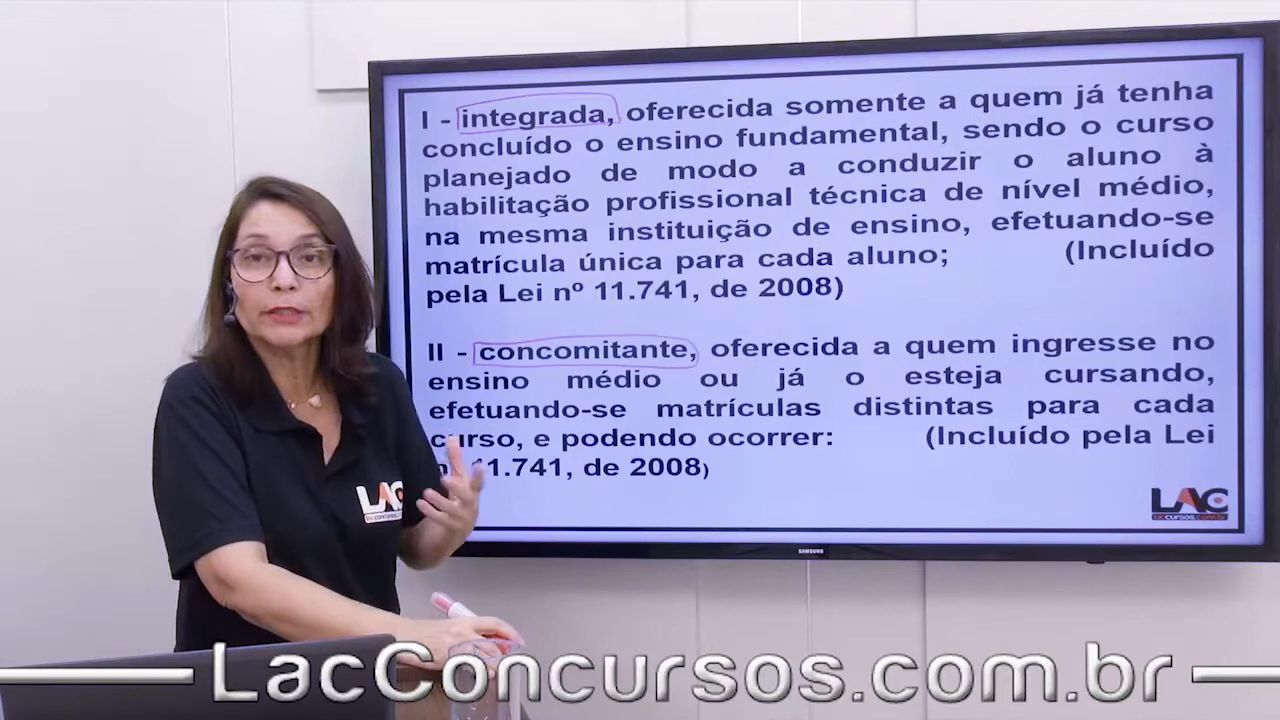 I - integrada, oferecida somente a quem já tenha
concluído o ensino fundamental, sendo o curso
planejado de modo a conduzir o aluno à
habilitação profissional técnica de nível médio,
na mesma instituição de ensino, efetuando-se
matrícula única para cada aluno; (Incluído
pela Lei nº 11.741, de 2008)
II - concomitante, oferecida a quem ingresse no
ensino médio ou já o esteja cursando,
efetuando-se matrículas distintas para cada
curso, e podendo ocorrer: (Incluído pela Lei
11.741, de 2008)
LAC
laccursos.com.br
SAMSUNG
LAC
LacConcursos.com.br